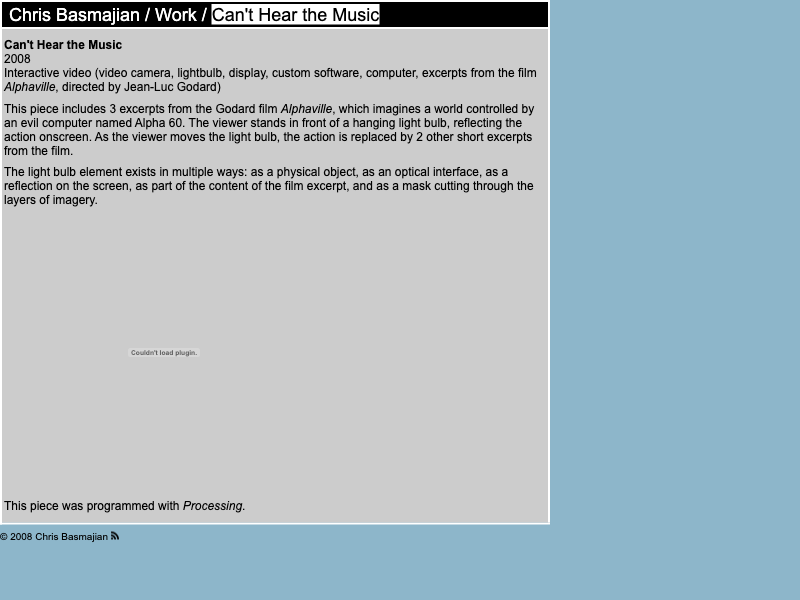 Chris Basmajian / Work / Can't Hear the Music
Can't Hear the Music
2008
Interactive video (video camera, lightbulb, display, custom software, computer, excerpts from the film
Alphaville, directed by Jean-Luc Godard)
This piece includes 3 excerpts from the Godard film Alphaville, which imagines a world controlled by
an evil computer named Alpha 60. The viewer stands in front of a hanging light bulb, reflecting the
action onscreen. As the viewer moves the light bulb, the action is replaced by 2 other short excerpts
from the film.
The light bulb element exists in multiple ways: as a physical object, as an optical interface, as a
reflection on the screen, as part of the content of the film excerpt, and as a mask cutting through the
layers of imagery.
Couldn't load plugin.
This piece was programmed with Processing.
© 2008 Chris Basmajian